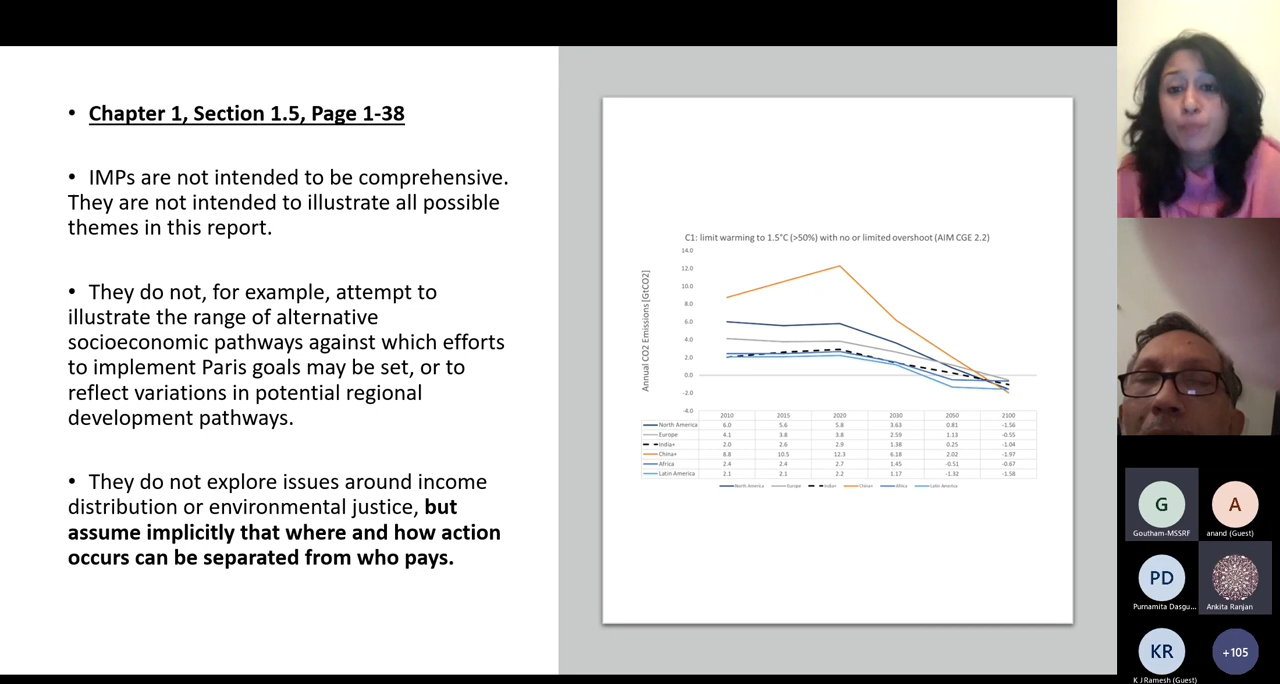 • Chapter 1, Section 1.5, Page 1-38
• IMPs are not intended to be comprehensive.
They are not intended to illustrate all possible
themes in this report.
• They do not, for example, attempt to
illustrate the range of alternative
socioeconomic pathways against which efforts
to implement Paris goals may be set, or to
reflect variations in potential regional
development pathways.
• They do not explore issues around income
distribution or environmental justice, but
assume implicitly that where and how action
occurs can be separated from who pays.
C1: limit warming to 1.5°C (>50%) with no or limited overshoot (AIM CGE 2.2)
Annual CO2 Emissions [GtCO2]
14.0
12.0
10.0
8.0
6.0
4.0
2.0
0.0
-2.0
-4.0
2010 2015 2020 2030 2050 2100
North America 6.0 5.6 5.8 3.63 0.81 -1.56
Europe 4.1 3.8 3.8 2.59 1.13 -0.55
India+ 2.0 2.6 2.9 1.38 0.25 -1.04
China+ 8.8 10.5 12.3 6.18 2.02 -1.97
Africa 2.4 2.4 2.7 1.45 -0.51 -0.67
Latin America 2.1 2.1 2.2 1.17 -1.32 -1.58
North America Europe India+ China+ Africa Latin America
G
Goutham-MSSRF
A
anand (Guest)
PD
Purnamita Dasgu...
Ankita Ranjan
KR
K J Ramesh (Guest)
+105